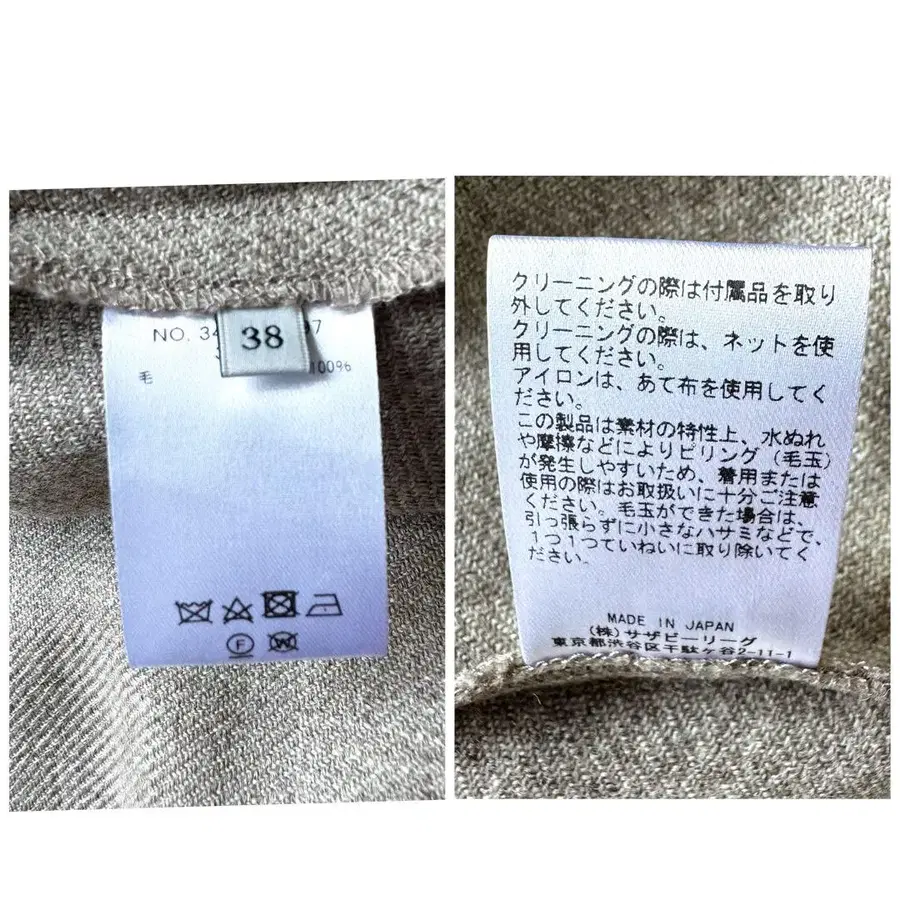 NO. 34
38
毛
100%
F
W
クリーニングの際は付属品を取り
外してください。
クリーニングの際は、ネットを使
用してください。
アイロンは、あて布を使用してく
ださい。
この製品は素材の特性上、水ぬれ
や摩擦などによりピリング(毛玉)
が発生しやすいため、着用または
使用の際はお取扱いに十分ご注意
ください。毛玉ができた場合は、
引っ張らずに小さなハサミなどで、
1つ1つていねいに取り除いてく
ださい。
MADE IN JAPAN
(株)サザビーリーグ
東京都渋谷区千駄ヶ谷2-11-1